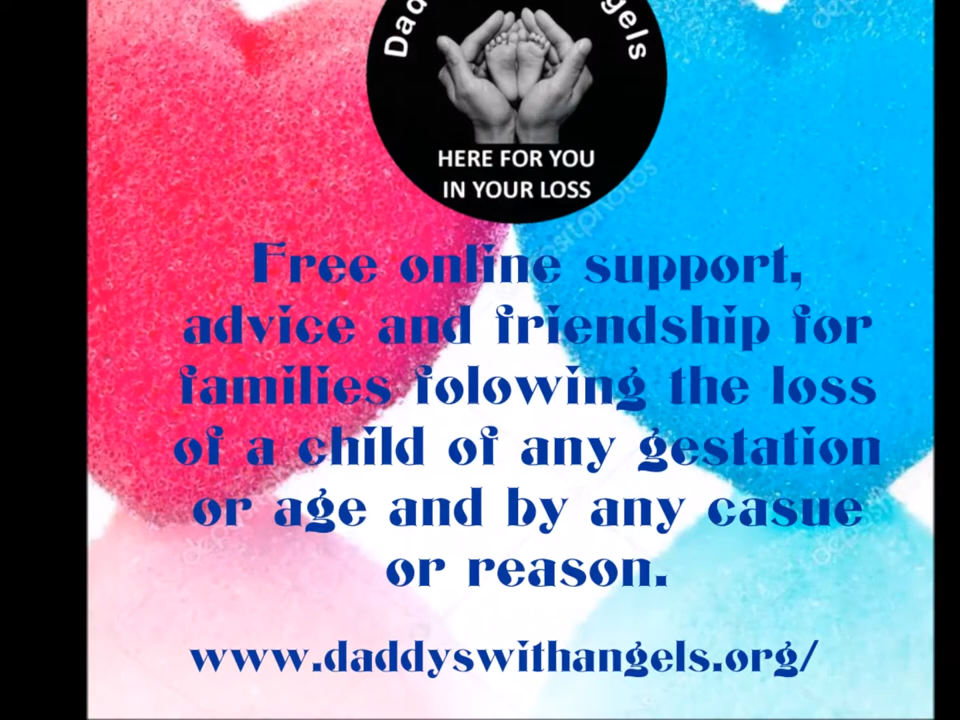 HERE FOR YOU
IN YOUR LOSS
Free online support,
advice and friendship for
families folowing the loss
of a child of any gestation
or age and by any casue
or reason.
www.daddyswithangels.org/